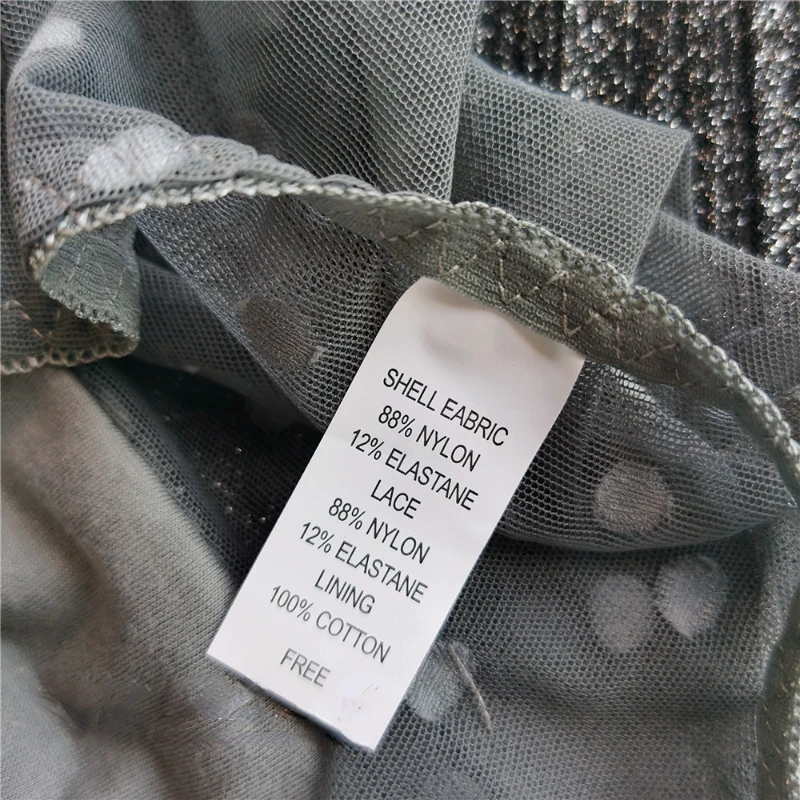 SHELL EABRIC
88% NYLON
12% ELASTANE
LACE
88% NYLON
12% ELASTANE
LINING
100% COTTON
FREE